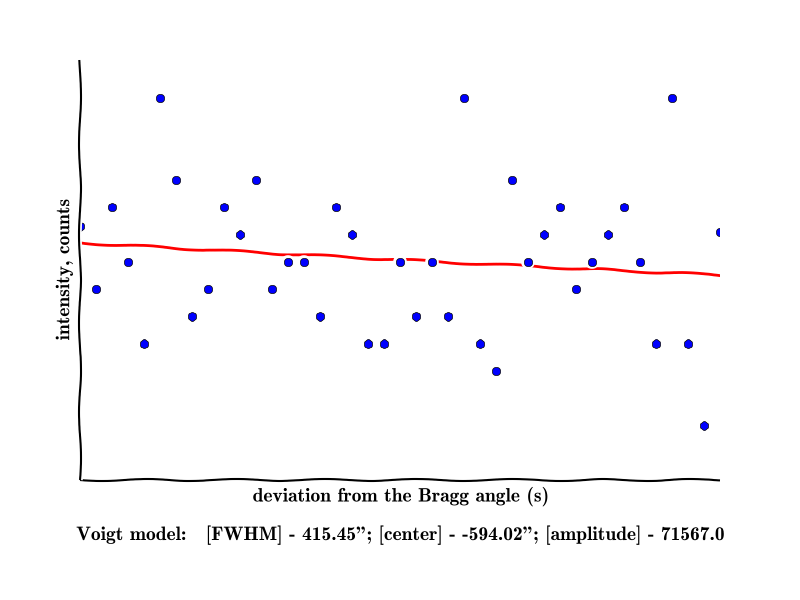 intensity, counts
deviation from the Bragg angle (s)
Voigt model: [FWHM] - 415.45”; [center] - -594.02”; [amplitude] - 71567.0